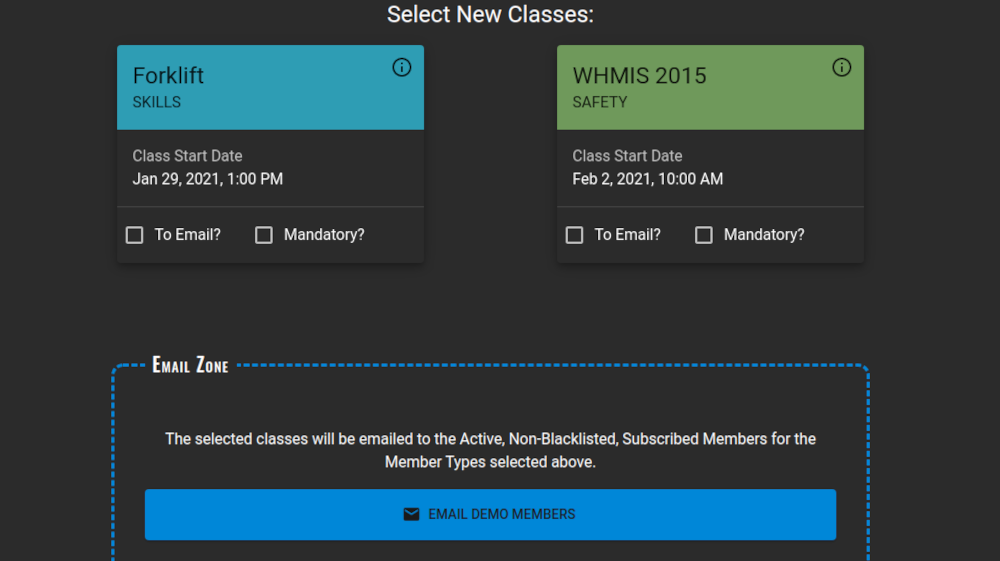 Select New Classes:
Forklift
SKILLS
Class Start Date
Jan 29, 2021, 1:00 PM
To Email? Mandatory?
WHMIS 2015
SAFETY
Class Start Date
Feb 2, 2021, 10:00 AM
To Email? Mandatory?
Email Zone
The selected classes will be emailed to the Active, Non-Blacklisted, Subscribed Members for the
Member Types selected above.
EMAIL DEMO MEMBERS